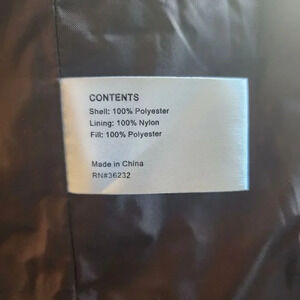 CONTENTS
Shell: 100% Polyester
Lining: 100% Nylon
Fill: 100% Polyester
Made in China
RN#36232